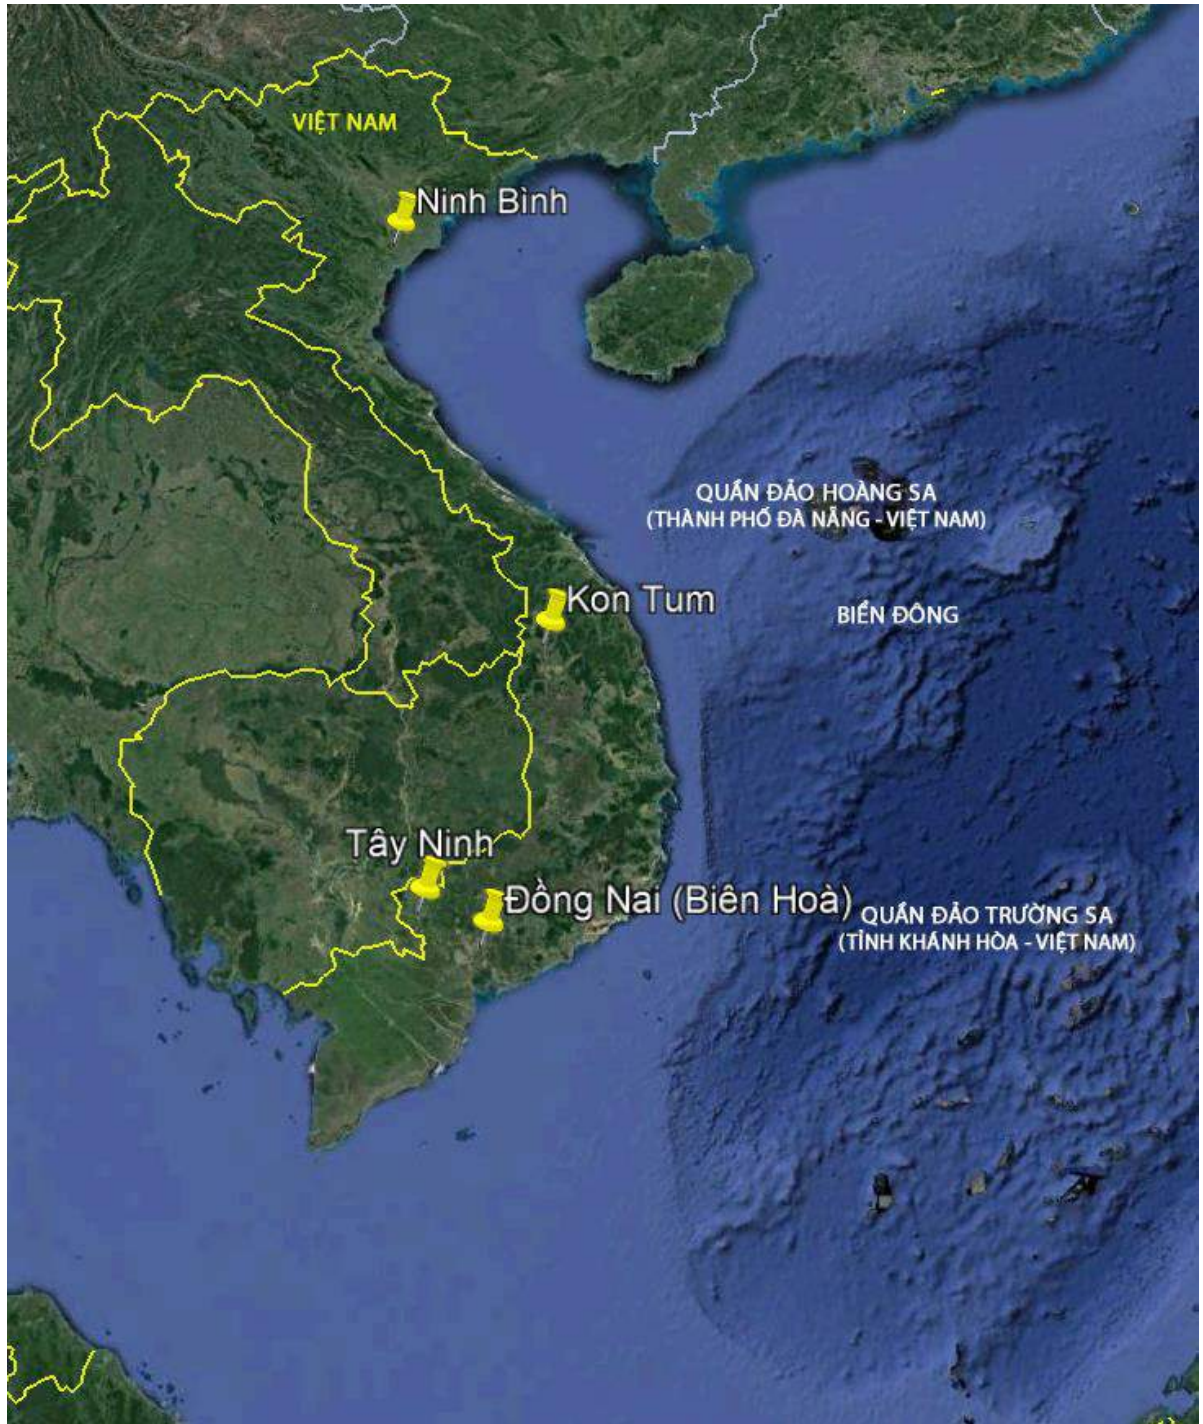 VIỆT NAM
Ninh Bình
QUẦN ĐẢO HOÀNG SA
(THÀNH PHỐ ĐÀ NẴNG - VIỆT NAM)
Kon Tum
BIỂN ĐÔNG
Tây Ninh
Đồng Nai (Biên Hoà)
QUẦN ĐẢO TRƯỜNG SA
(TỈNH KHÁNH HÒA - VIỆT NAM)